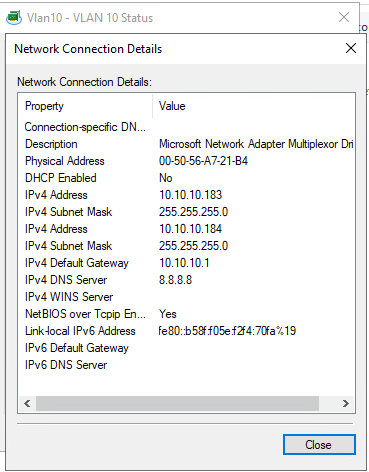 Vlan10 - VLAN 10 Status
Network Connection Details
Network Connection Details:
Property Value
Connection-specific DN...
Description Microsoft Network Adapter Multiplexor Dri
Physical Address 00-50-56-A7-21-B4
DHCP Enabled No
IPv4 Address 10.10.10.183
IPv4 Subnet Mask 255.255.255.0
IPv4 Address 10.10.10.184
IPv4 Subnet Mask 255.255.255.0
IPv4 Default Gateway 10.10.10.1
IPv4 DNS Server 8.8.8.8
IPv4 WINS Server
NetBIOS over Tcpip En... Yes
Link-local IPv6 Address fe80::b58f:f05e:f2f4:70fa%19
IPv6 Default Gateway
IPv6 DNS Server
Close